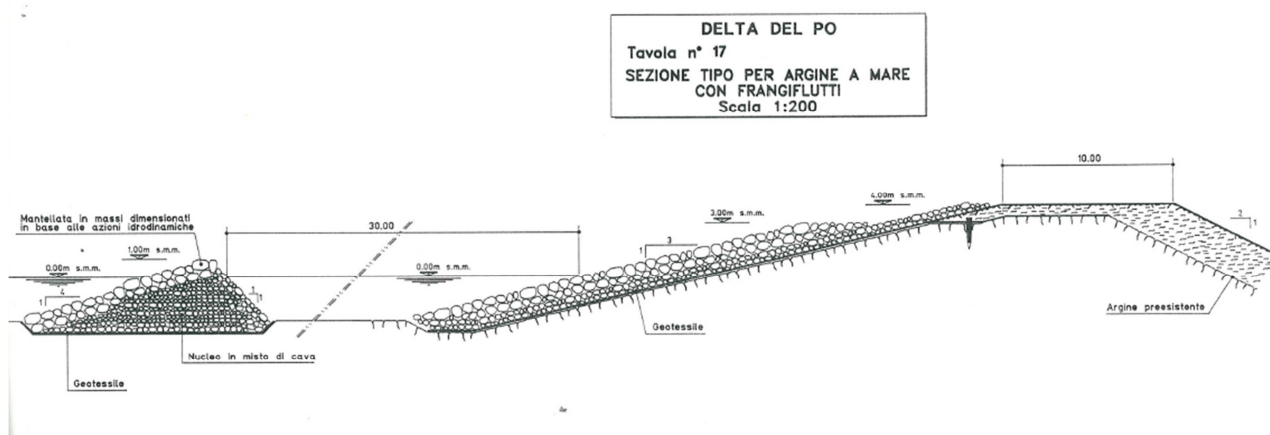 DELTA DEL PO
Tavola n° 17
SEZIONE TIPO PER ARGINE A MARE
CON FRANGIFLUTTI
Scala 1:200
10.00
4.00m s.m.m.
3.00m s.m.m.
2
1
Mantellata in massi dimensionati
in base alle azioni idrodinamiche
30.00
1.00m s.m.m.
3
1
0.00m s.m.m.
0.00m s.m.m.
4
1
1
1
Geotessile
Argine preesistente
Nucleo in misto di cava
Geotessile